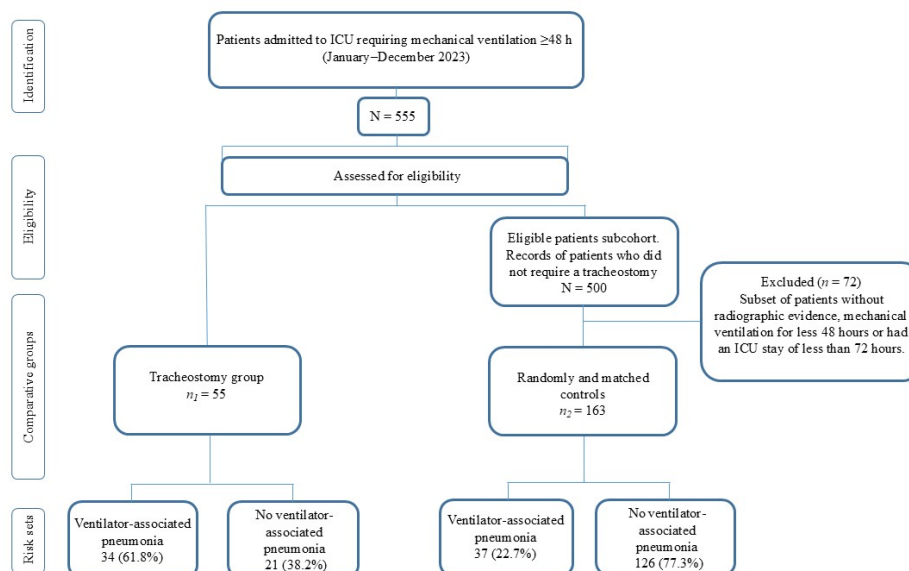 Identification
Patients admitted to ICU requiring mechanical ventilation ≥48 h
(January–December 2023)
N = 555
Eligibility
Assessed for eligibility
Eligible patients subcohort.
Records of patients who did
not require a tracheostomy
N = 500
Excluded (n = 72)
Subset of patients without
radiographic evidence, mechanical
ventilation for less 48 hours or had
an ICU stay of less than 72 hours.
Comparative groups
Tracheostomy group
n1 = 55
Randomly and matched
controls
n2 = 163
Risk sets
Ventilator-associated
pneumonia
34 (61.8%)
No ventilator-
associated
pneumonia
21 (38.2%)
Ventilator-associated
pneumonia
37 (22.7%)
No ventilator-
associated
pneumonia
126 (77.3%)